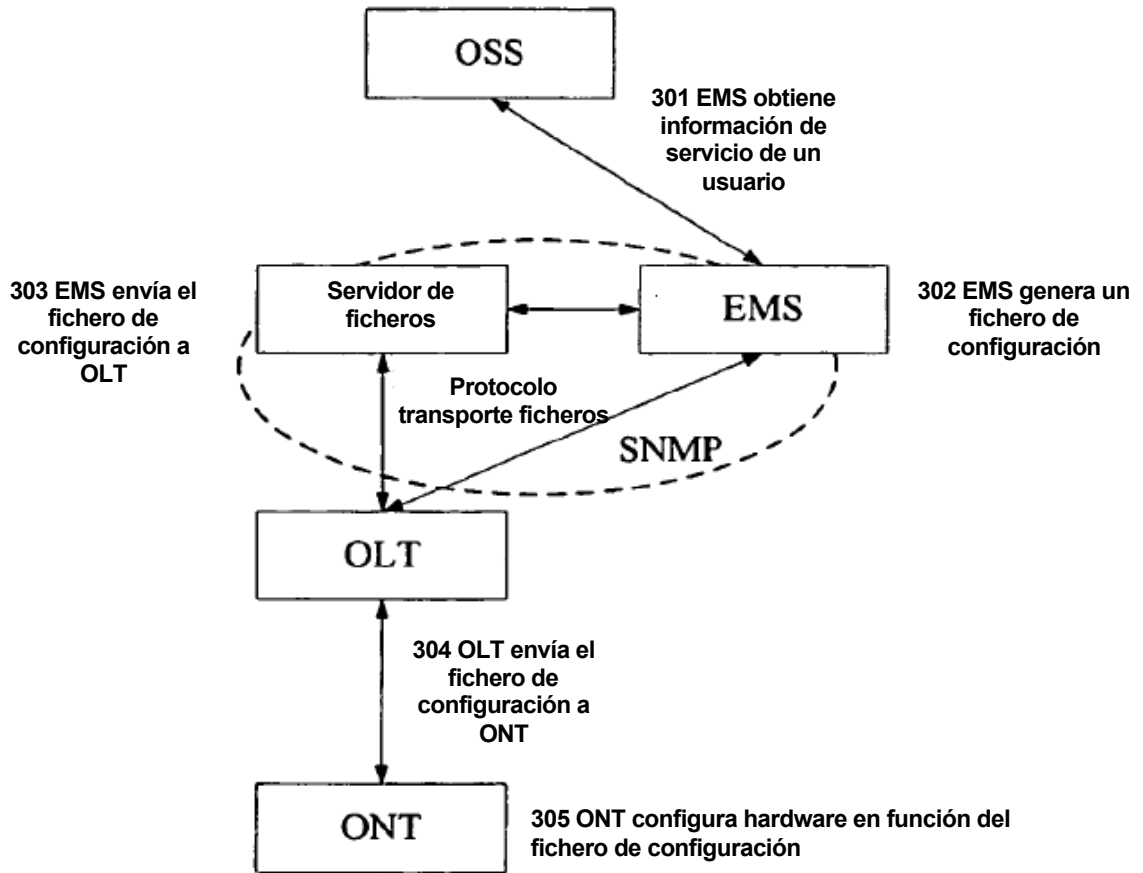 OSS
301 EMS obtiene
información de
servicio de un
usuario
303 EMS envía el
fichero de
configuración a
OLT
Servidor de
ficheros
EMS
302 EMS genera un
fichero de
configuración
Protocolo
transporte ficheros
SNMP
OLT
304 OLT envía el
fichero de
configuración a
ONT
ONT
305 ONT configura hardware en función del
fichero de configuración